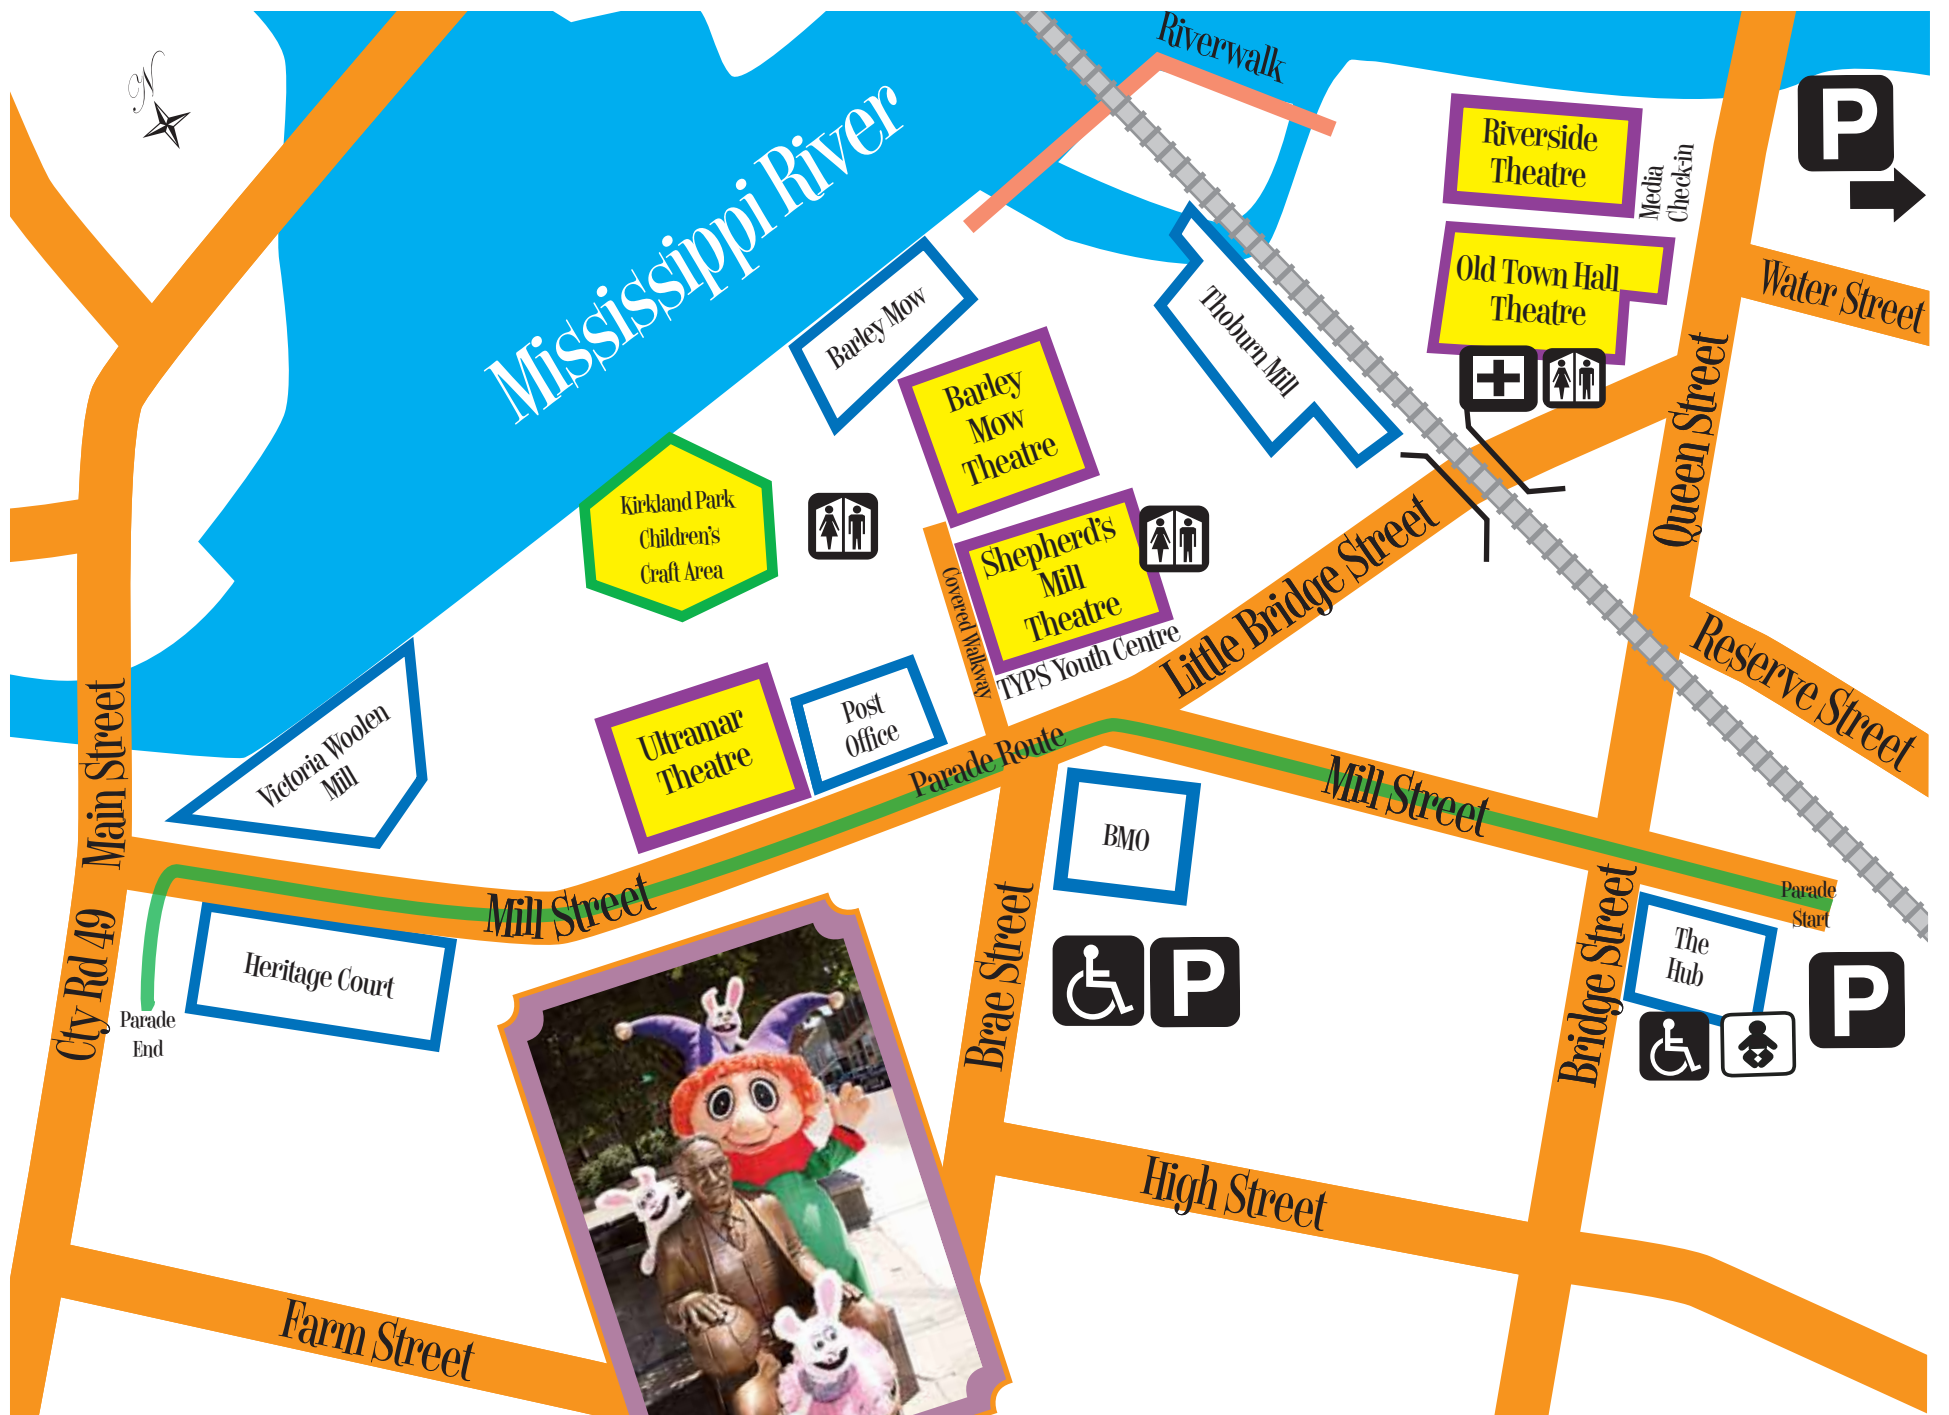 N
Riverwalk
Mississippi River
Riverside
Theatre
Media
Check-in
P
Old Town Hall
Theatre
Water Street
Barley Mow
Thoburn Mill
Barley
Mow
Theatre
Queen Street
Kirkland Park
Children's
Craft Area
Shepherd's
Mill
Theatre
Covered Walkway
TYPS Youth Centre
Little Bridge Street
Reserve Street
Main Street
Victoria Woolen
Mill
Ultramar
Theatre
Post
Office
Parade Route
Mill Street
BMO
Mill Street
Parade
Start
Cty Rd 49
Heritage Court
Parade
End
Brae Street
P
Bridge Street
The
Hub
P
High Street
Farm Street